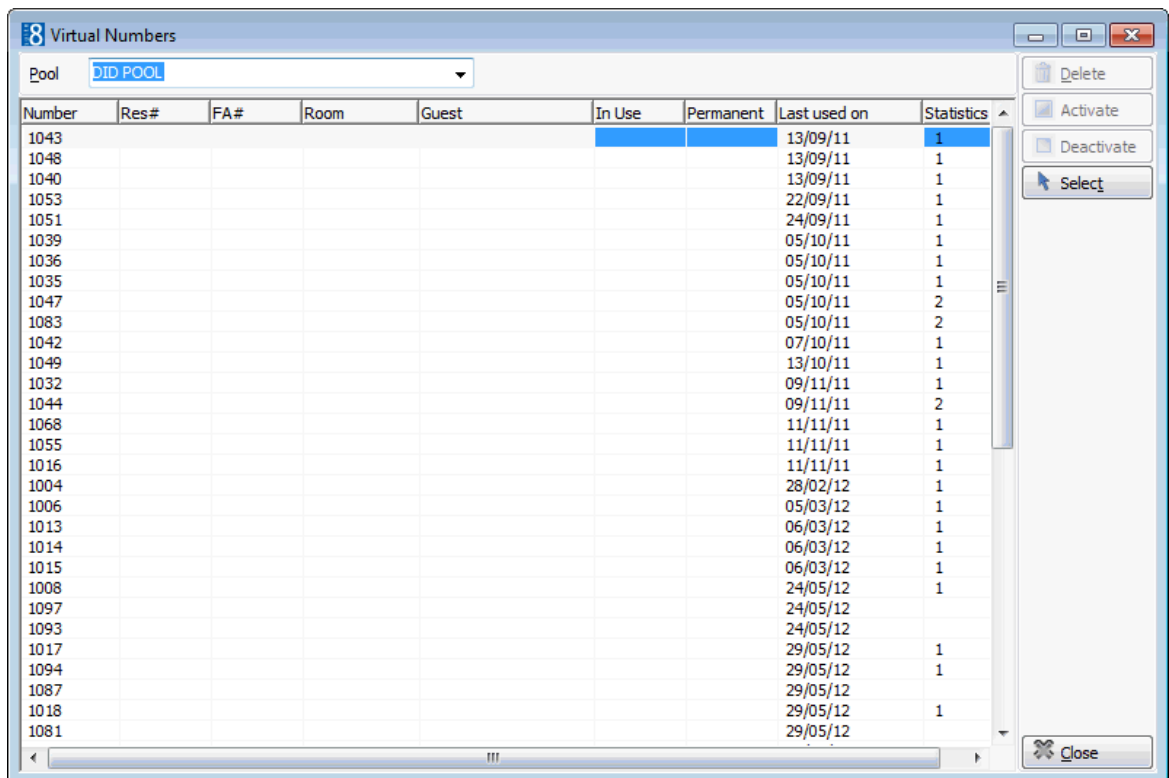 8 Virtual Numbers
Pool DID POOL
Delete
Activate
Deactivate
Select
Number Res# FA# Room Guest In Use Permanent Last used on Statistics
1043 13/09/11 1
1048 13/09/11 1
1040 13/09/11 1
1053 22/09/11 1
1051 24/09/11 1
1039 05/10/11 1
1036 05/10/11 1
1035 05/10/11 1
1047 05/10/11 2
1083 05/10/11 2
1042 07/10/11 1
1049 13/10/11 1
1032 09/11/11 1
1044 09/11/11 2
1068 11/11/11 1
1055 11/11/11 1
1016 11/11/11 1
1004 28/02/12 1
1006 05/03/12 1
1013 06/03/12 1
1014 06/03/12 1
1015 06/03/12 1
1008 24/05/12 1
1097 24/05/12
1093 24/05/12
1017 29/05/12 1
1094 29/05/12 1
1087 29/05/12
1018 29/05/12 1
1081 29/05/12
Close